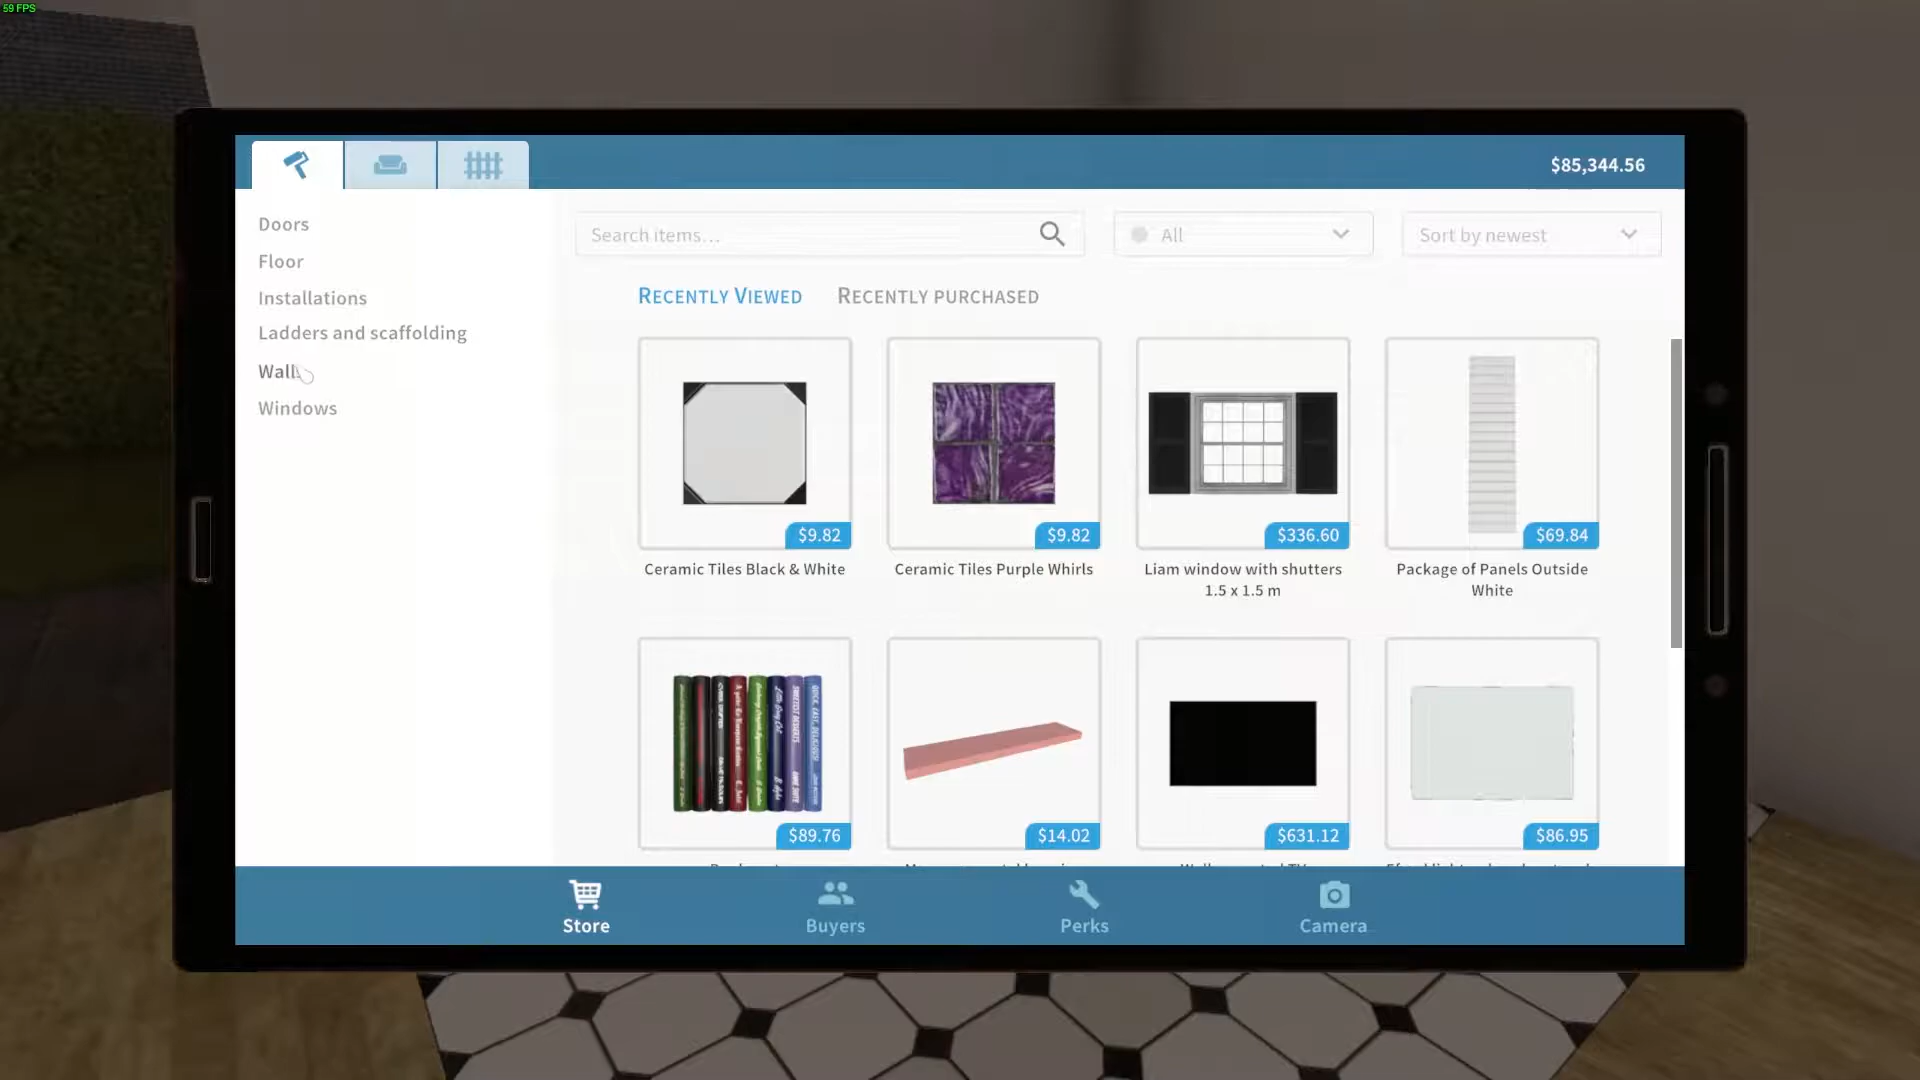 59 FPS
$85,344.56
Doors
Floor
Installations
Ladders and scaffolding
Wall
Windows
Search items...
All
Sort by newest
RECENTLY VIEWED
RECENTLY PURCHASED
$9.82
$9.82
$336.60
$69.84
Ceramic Tiles Black & White
Ceramic Tiles Purple Whirls
Liam window with shutters
1.5 x 1.5 m
Package of Panels Outside
White
$89.76
$14.02
$631.12
$86.95
Store
Buyers
Perks
Camera